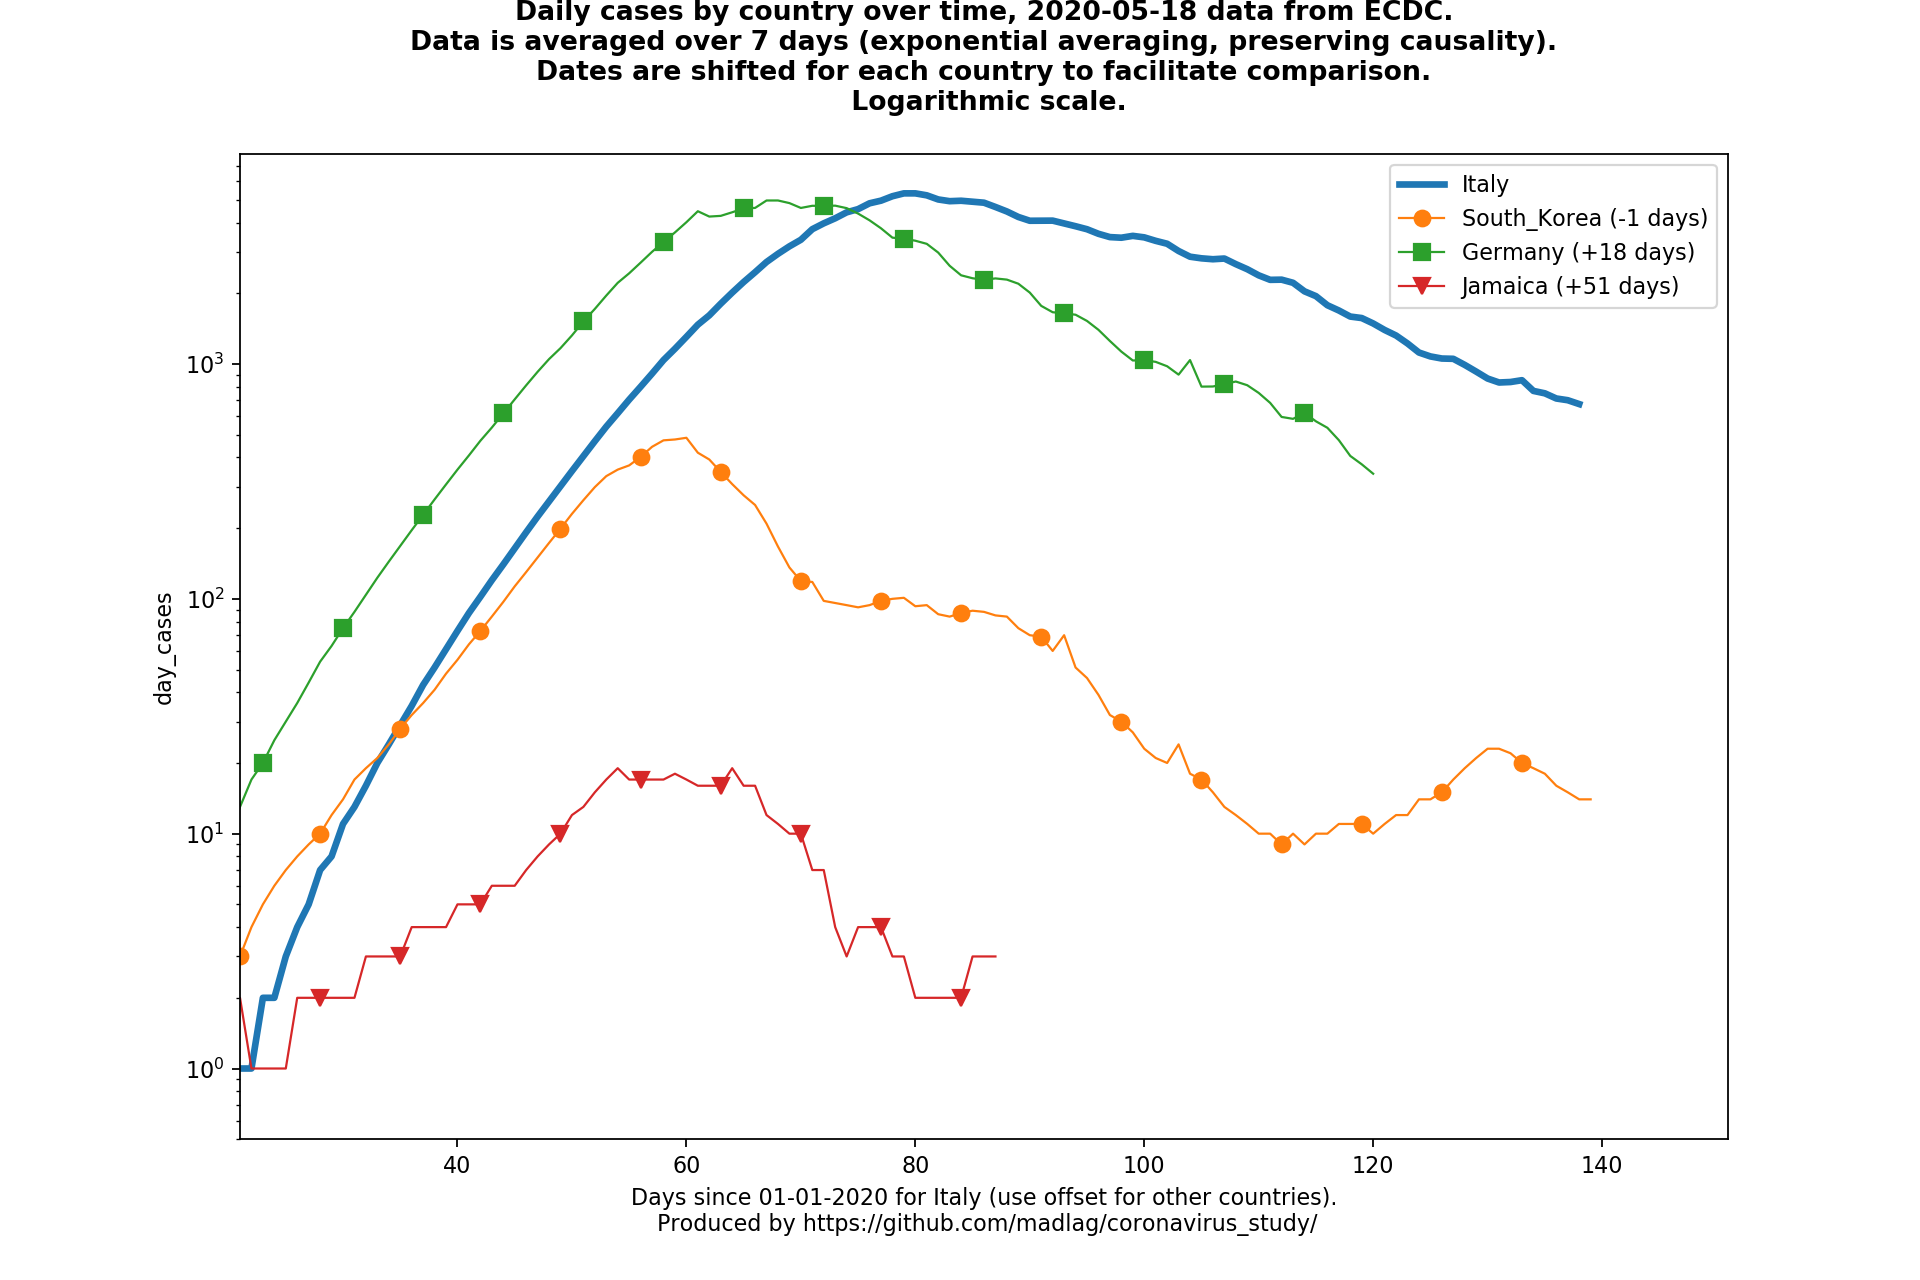 Daily cases by country over time, 2020-05-18 data from ECDC.
Data is averaged over 7 days (exponential averaging, preserving causality).
Dates are shifted for each country to facilitate comparison.
Logarithmic scale.
Italy
South_Korea (-1 days)
Germany (+18 days)
Jamaica (+51 days)
10³
10²
10¹
10⁰
day_cases
40 60 80 100 120 140
Days since 01-01-2020 for Italy (use offset for other countries).
Produced by https://github.com/madlag/coronavirus_study/